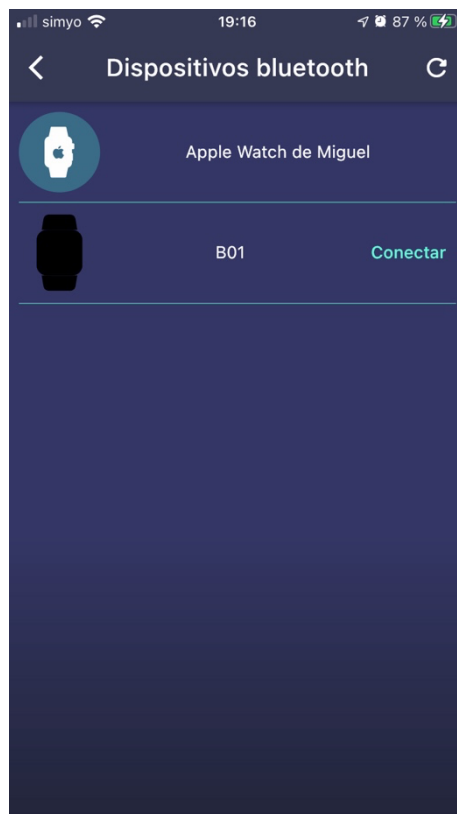 simyo 19:16 87 %
Dispositivos bluetooth
Apple Watch de Miguel
B01 Conectar